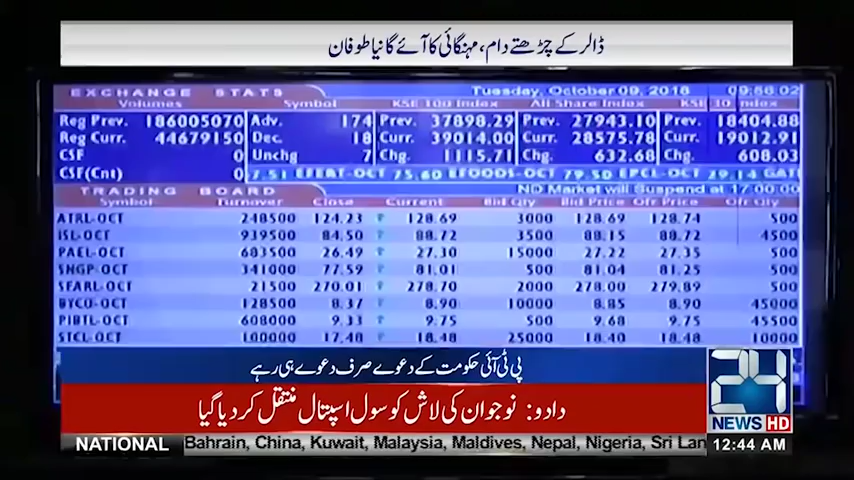 ڈالر کے چڑھتے دام، مہنگائی کا آئے گا نیا طوفان
EXCHANGE STATS Tuesday, October 09, 2018 09:56:02
Volumes Symbol KSE 100 Index All Share Index KSE 30 Index
Reg Prev. 186005070 Adv. 174 Prev. 37898.29 Prev. 27943.10 Prev. 18404.88
Reg Curr. 44679150 Dec. 18 Curr. 39014.00 Curr. 28575.78 Curr. 19012.91
CSF 0 Unchg 7 Chg. 1115.71 Chg. 632.68 Chg. 608.03
CSF(Cnt) 0 7.51 EFERT-OCT 75.60 EFOODS-OCT 79.50 EPCL-OCT 29.14 GAT
TRADING BOARD ND Market will Suspend at 17:00:00
Symbol Turnover Close Current Bid Qty Bid Price Ofr Price Ofr Qty
ATRL-OCT 248500 124.23 128.69 3000 128.69 128.74 500
ISL-OCT 939500 84.50 88.72 3500 88.15 88.72 4500
PAEL-OCT 683500 26.49 27.30 15000 27.22 27.35 500
SNGP-OCT 341000 77.59 81.01 500 81.04 81.25 500
SFARL-OCT 21500 270.01 278.70 2000 278.00 279.89 500
BYCO-OCT 128500 8.37 8.90 10000 8.85 8.90 45000
PIBTL-OCT 608000 9.33 9.75 500 9.68 9.75 45500
STCL-OCT 100000 17.48 18.48 25000 18.40 18.48 10000
پی ٹی آئی حکومت کے دعوے صرف دعوے ہی رہے
دادو: نوجوان کی لاش کو سول اسپتال منتقل کر دیا گیا
24
NEWS HD
NATIONAL Bahrain, China, Kuwait, Malaysia, Maldives, Nepal, Nigeria, Sri Lan 12:44 AM